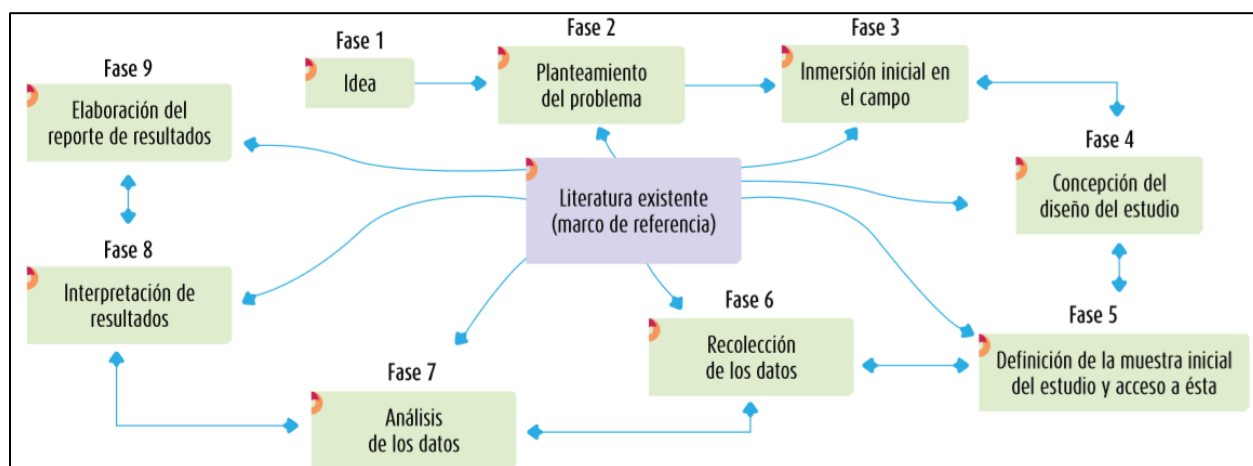 Fase 1
Idea
Fase 2
Planteamiento
del problema
Fase 3
Inmersión inicial en
el campo
Fase 4
Concepción del
diseño del estudio
Fase 5
Definición de la muestra inicial
del estudio y acceso a ésta
Fase 6
Recolección
de los datos
Fase 7
Análisis
de los datos
Fase 8
Interpretación de
resultados
Fase 9
Elaboración del
reporte de resultados
Literatura existente
(marco de referencia)